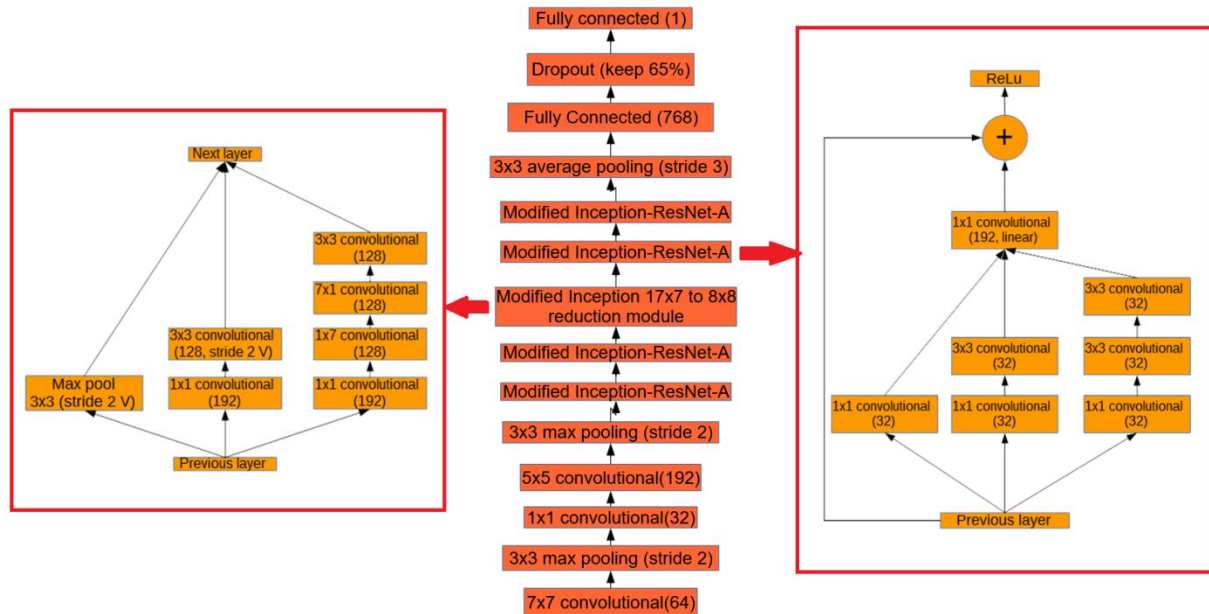 Fully connected (1)
Dropout (keep 65%)
Fully Connected (768)
3x3 average pooling (stride 3)
Modified Inception-ResNet-A
Modified Inception-ResNet-A
Modified Inception 17x7 to 8x8
reduction module
Modified Inception-ResNet-A
Modified Inception-ResNet-A
3x3 max pooling (stride 2)
5x5 convolutional(192)
1x1 convolutional(32)
3x3 max pooling (stride 2)
7x7 convolutional(64)
Next layer
3x3 convolutional
(128)
7x1 convolutional
(128)
3x3 convolutional
(128, stride 2 V)
1x7 convolutional
(128)
Max pool
3x3 (stride 2 V)
1x1 convolutional
(192)
1x1 convolutional
(192)
Previous layer
ReLu
+
1x1 convolutional
(192, linear)
3x3 convolutional
(32)
3x3 convolutional
(32)
3x3 convolutional
(32)
1x1 convolutional
(32)
1x1 convolutional
(32)
1x1 convolutional
(32)
Previous layer